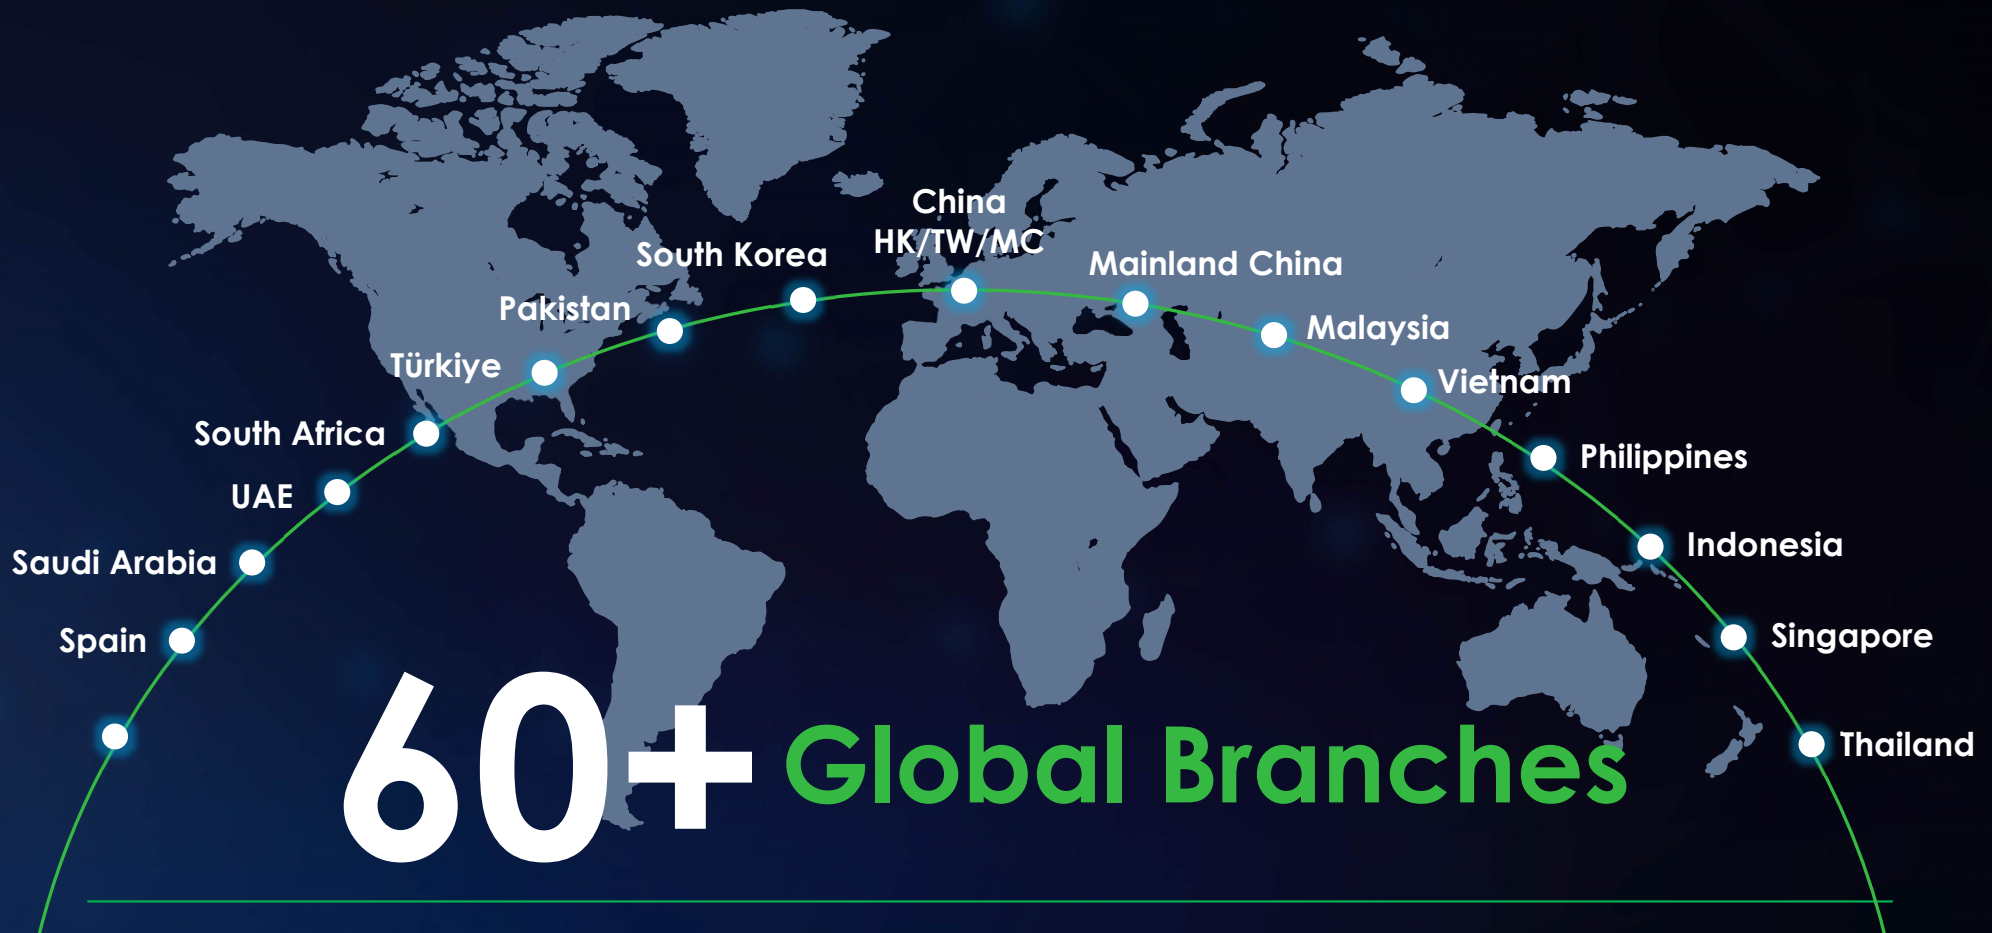 China
HK/TW/MC
South Korea
Mainland China
Pakistan
Malaysia
Türkiye
Vietnam
South Africa
Philippines
UAE
Indonesia
Saudi Arabia
Singapore
Spain
Thailand
60+ Global Branches